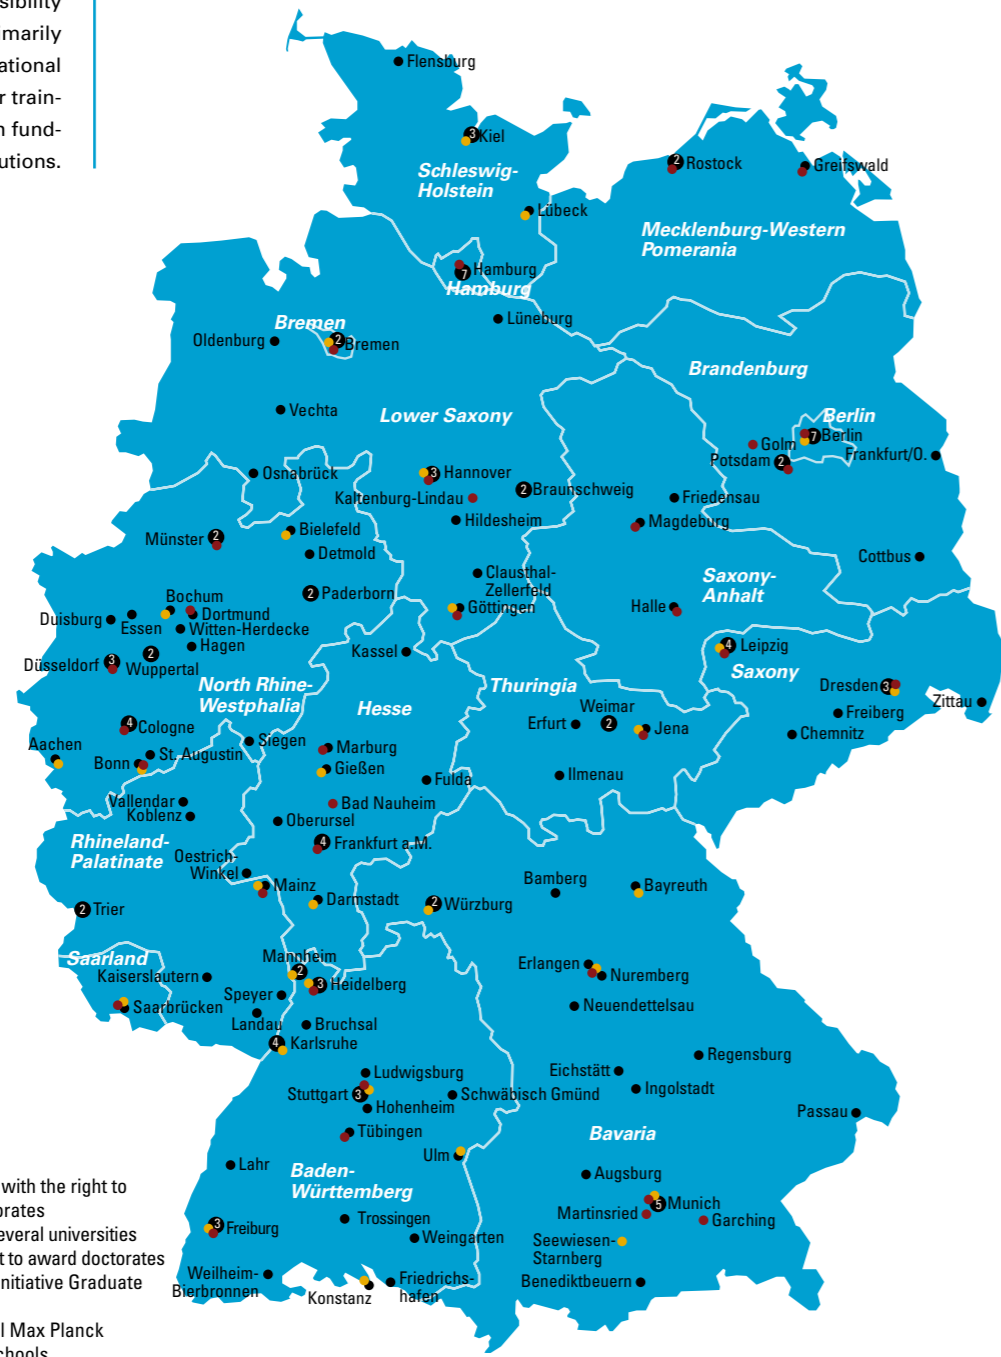 sibility
imarily
ational
r train-
n fund-
utions.
Flensburg
3
Kiel
Schleswig-
Holstein
2
Rostock
Greifswald
Lübeck
Mecklenburg-Western
Pomerania
7
Hamburg
Hamburg
Lüneburg
Bremen
Oldenburg
2
Bremen
Brandenburg
Vechta
Lower Saxony
Berlin
7
Berlin
Golm
Potsdam
2
Frankfurt/O.
Osnabrück
3
Hannover
Kaltenburg-Lindau
2
Braunschweig
Friedensau
Hildesheim
Magdeburg
Münster
2
Bielefeld
Detmold
Cottbus
Clausthal-
Zellerfeld
Saxony-
Anhalt
2
Paderborn
Göttingen
Halle
Bochum
Duisburg
Essen
Dortmund
Witten-Herdecke
Hagen
Kassel
4
Leipzig
Düsseldorf
3
2
Wuppertal
Saxony
North Rhine-
Westphalia
Thuringia
Hesse
Dresden
3
Zittau
Weimar
Erfurt
2
Jena
Freiberg
Chemnitz
4
Cologne
Aachen
Siegen
Marburg
St. Augustin
Bonn
Gießen
Fulda
Ilmenau
Vallendar
Koblenz
Bad Nauheim
Oberursel
Rhineland-
Palatinate
4
Frankfurt a.M.
Oestrich-
Winkel
Mainz
Bamberg
Bayreuth
Darmstadt
2
Würzburg
2
Trier
Saarland
Mannheim
2
Kaiserslautern
3
Heidelberg
Erlangen
Nuremberg
Speyer
Saarbrücken
Landau
Bruchsal
Neuendettelsau
4
Karlsruhe
Regensburg
Ludwigsburg
Eichstätt
Stuttgart
3
Schwäbisch Gmünd
Ingolstadt
Hohenheim
Passau
Tübingen
Bavaria
Ulm
Lahr
Baden-
Württemberg
Augsburg
5
Munich
Martinsried
Garching
3
Freiburg
Trossingen
Weingarten
Seewiesen-
Starnberg
Weilheim-
Bierbronnen
Konstanz
Friedrichs-
hafen
Benediktbeuern
with the right to
orates
everal universities
t to award doctorates
nitiative Graduate
l Max Planck
chools